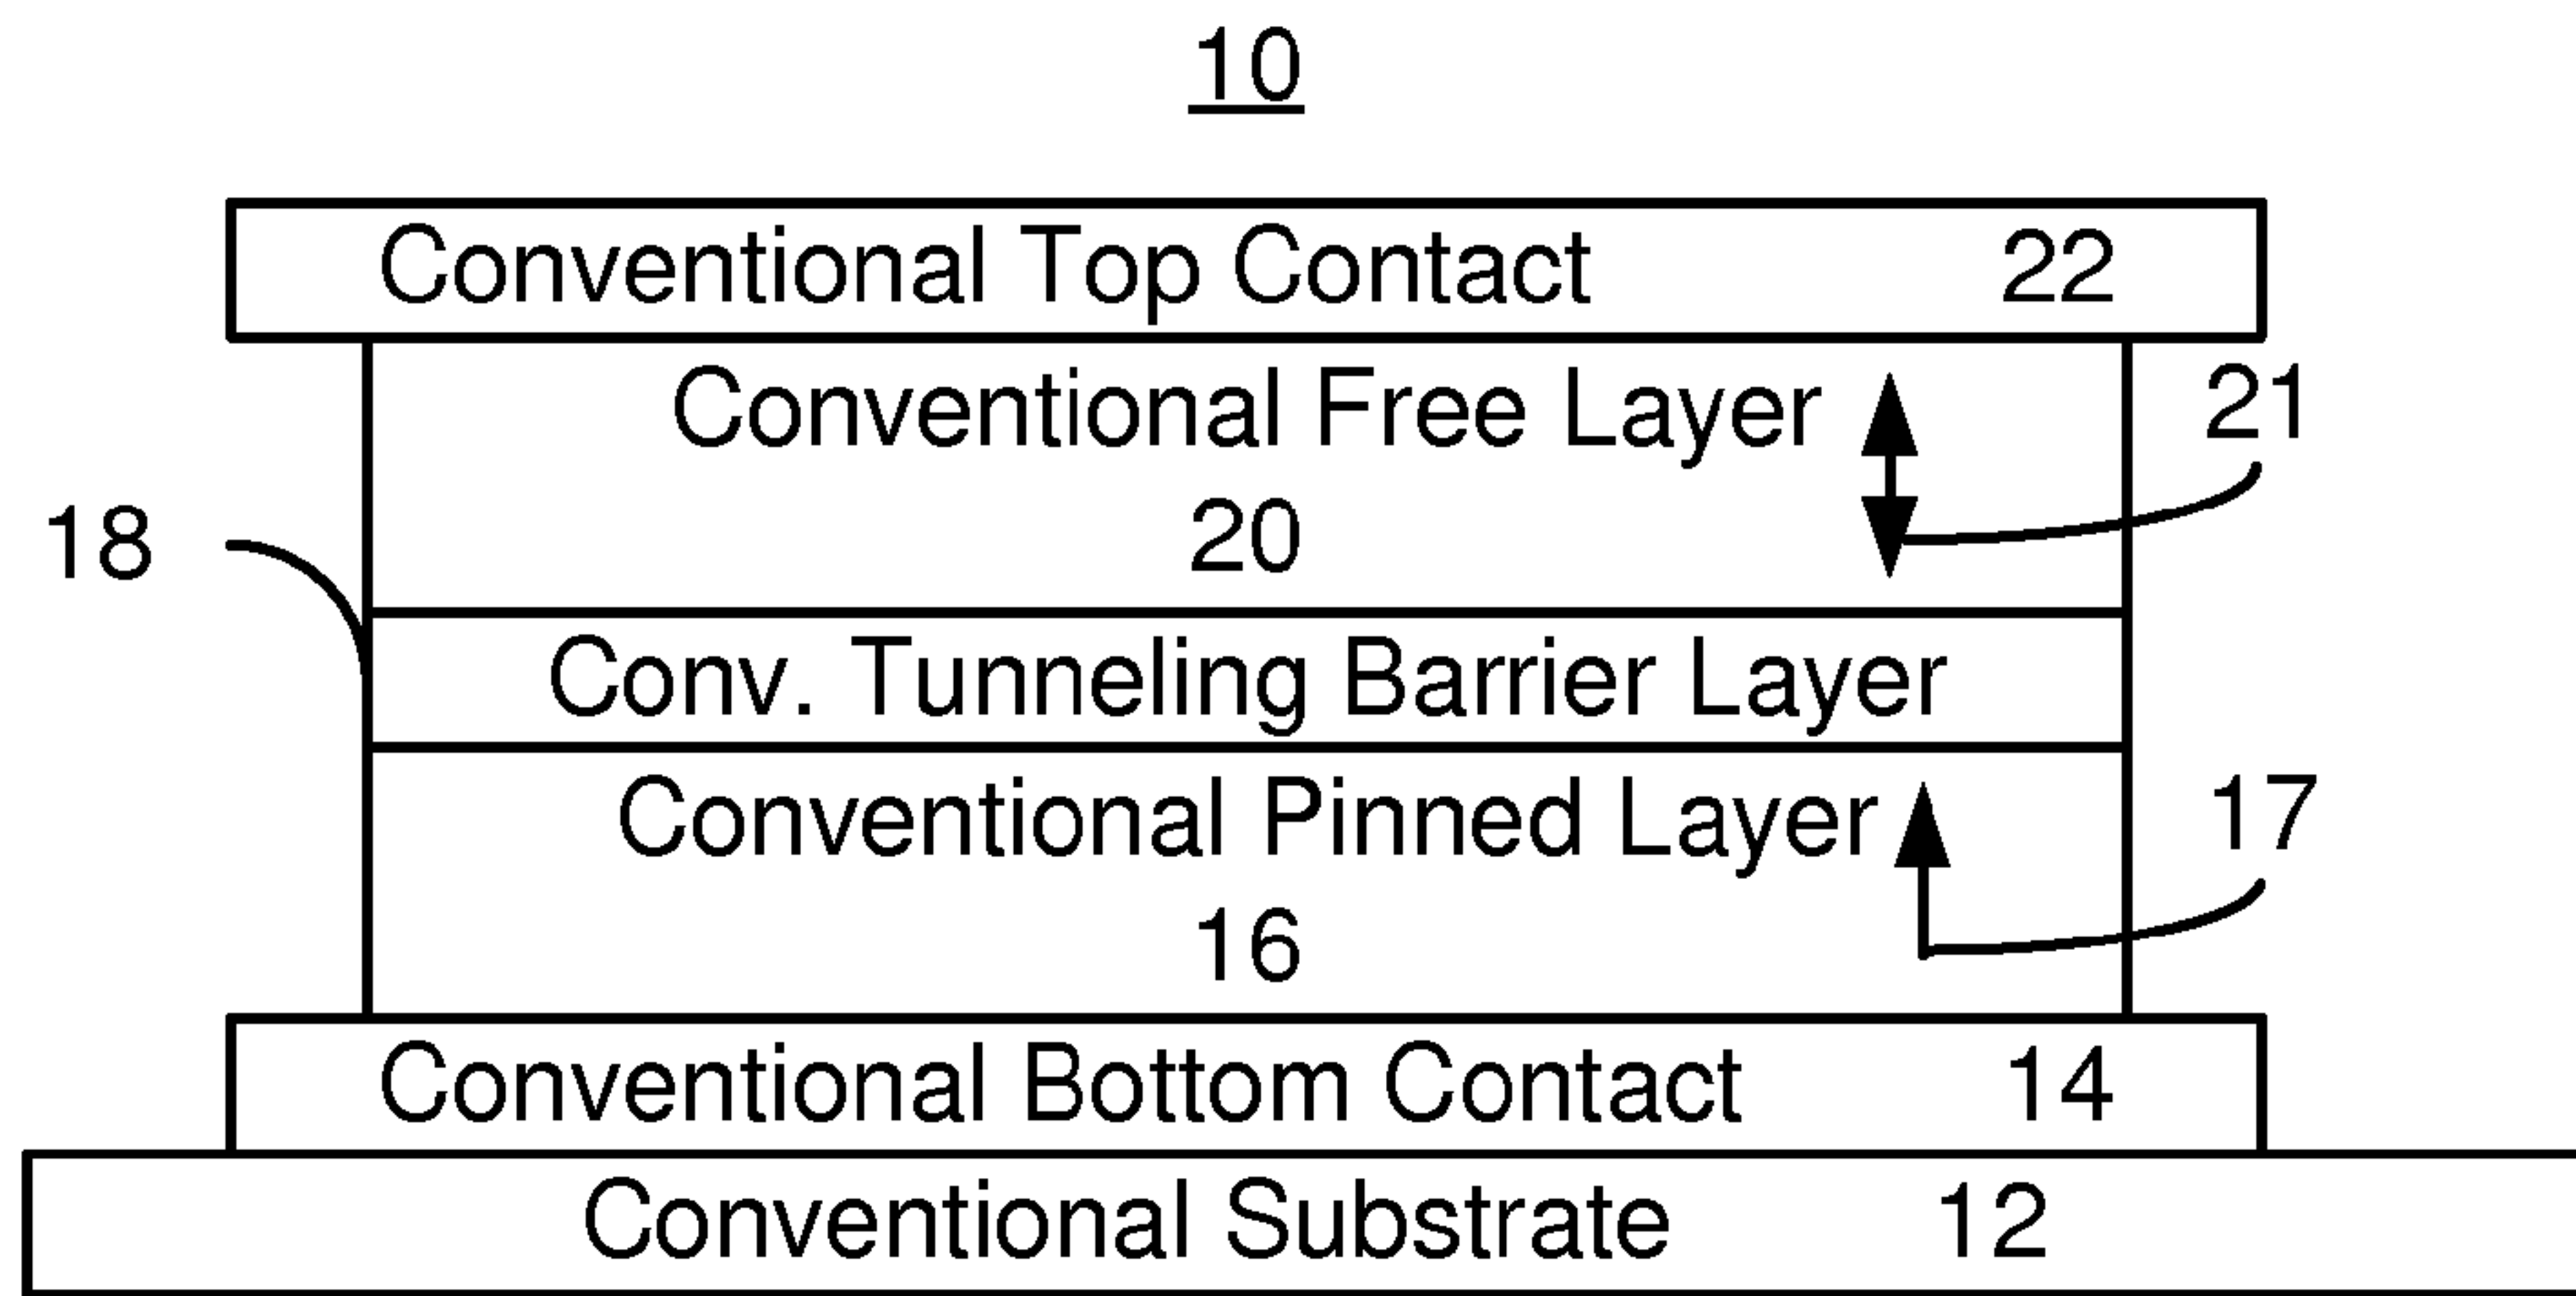 10
Conventional Top Contact 22
Conventional Free Layer 21
20
18
Conv. Tunneling Barrier Layer
Conventional Pinned Layer 17
16
Conventional Bottom Contact 14
Conventional Substrate 12